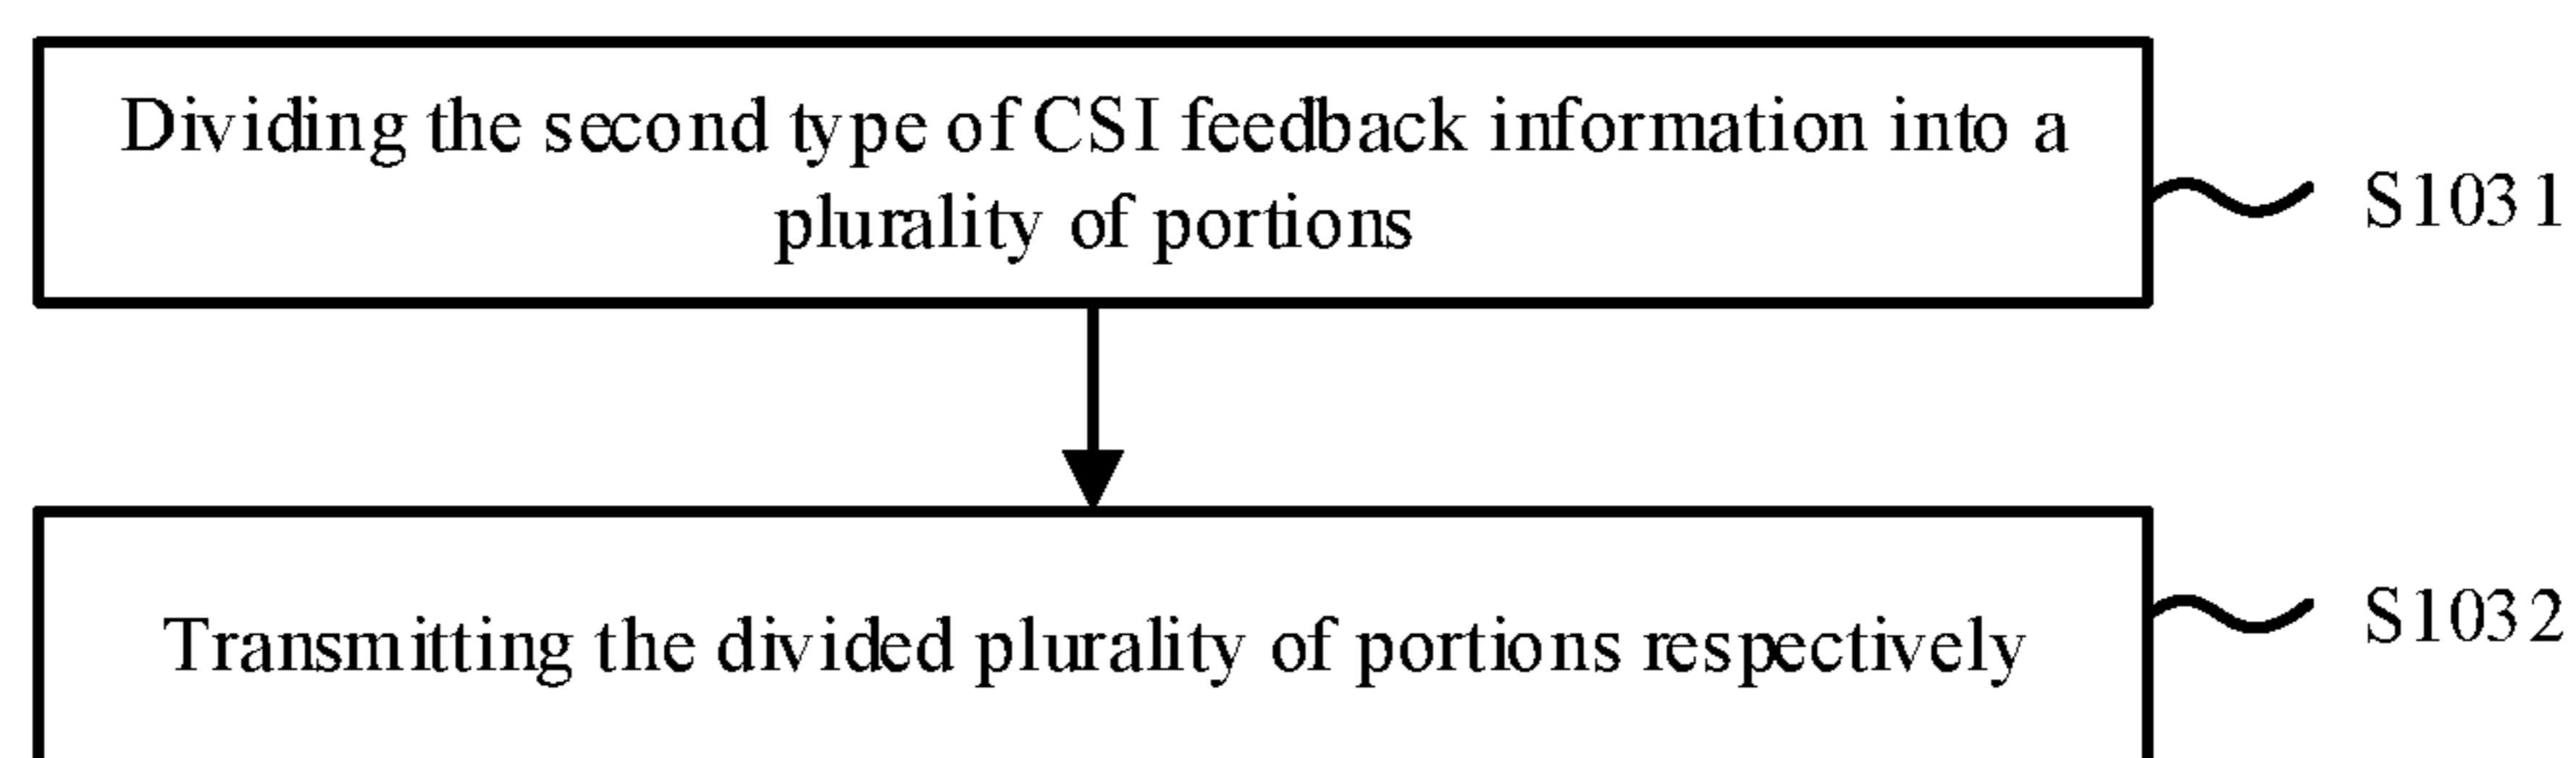 Dividing the second type of CSI feedback information into a
plurality of portions
S1031
Transmitting the divided plurality of portions respectively
S1032